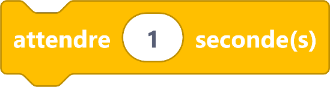 attendre 1 seconde(s)